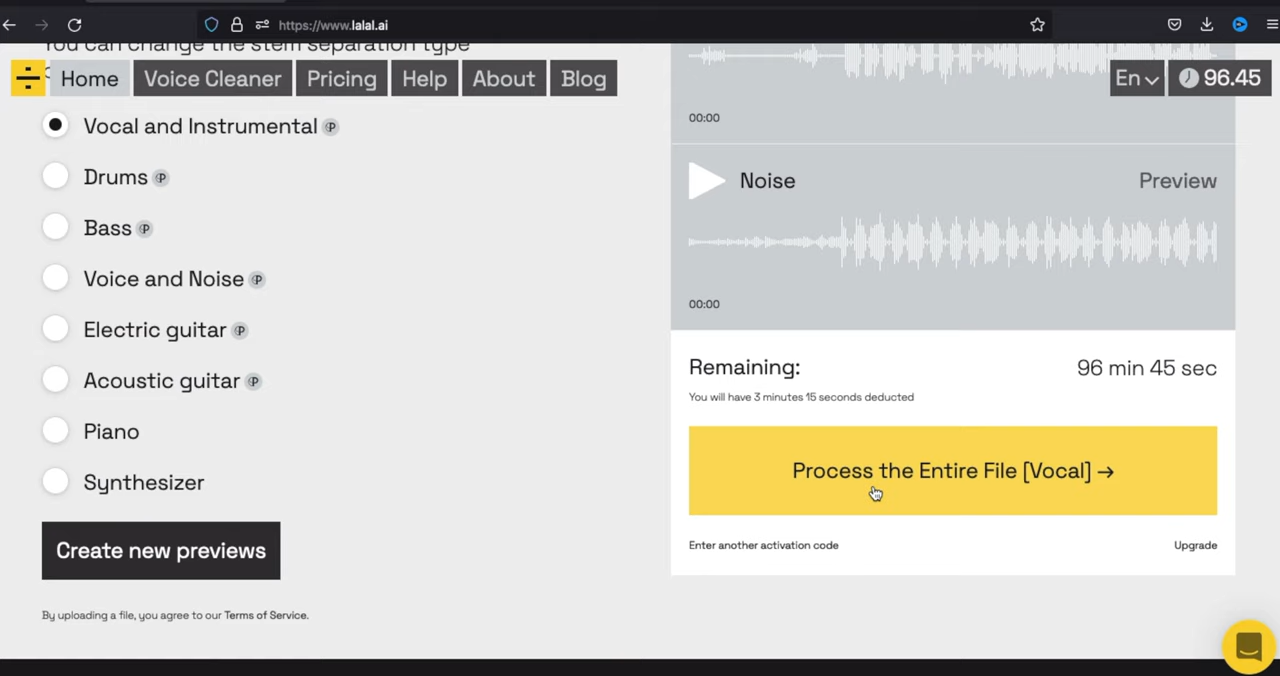 https://www.lalal.ai
You can change the stem separation type
Home Voice Cleaner Pricing Help About Blog
En 96.45
Vocal and Instrumental P
Drums P
Bass P
Voice and Noise P
Electric guitar P
Acoustic guitar P
Piano
Synthesizer
Create new previews
By uploading a file, you agree to our Terms of Service.
00:00
Noise Preview
00:00
Remaining: 96 min 45 sec
You will have 3 minutes 15 seconds deducted
Process the Entire File [Vocal] →
Enter another activation code Upgrade